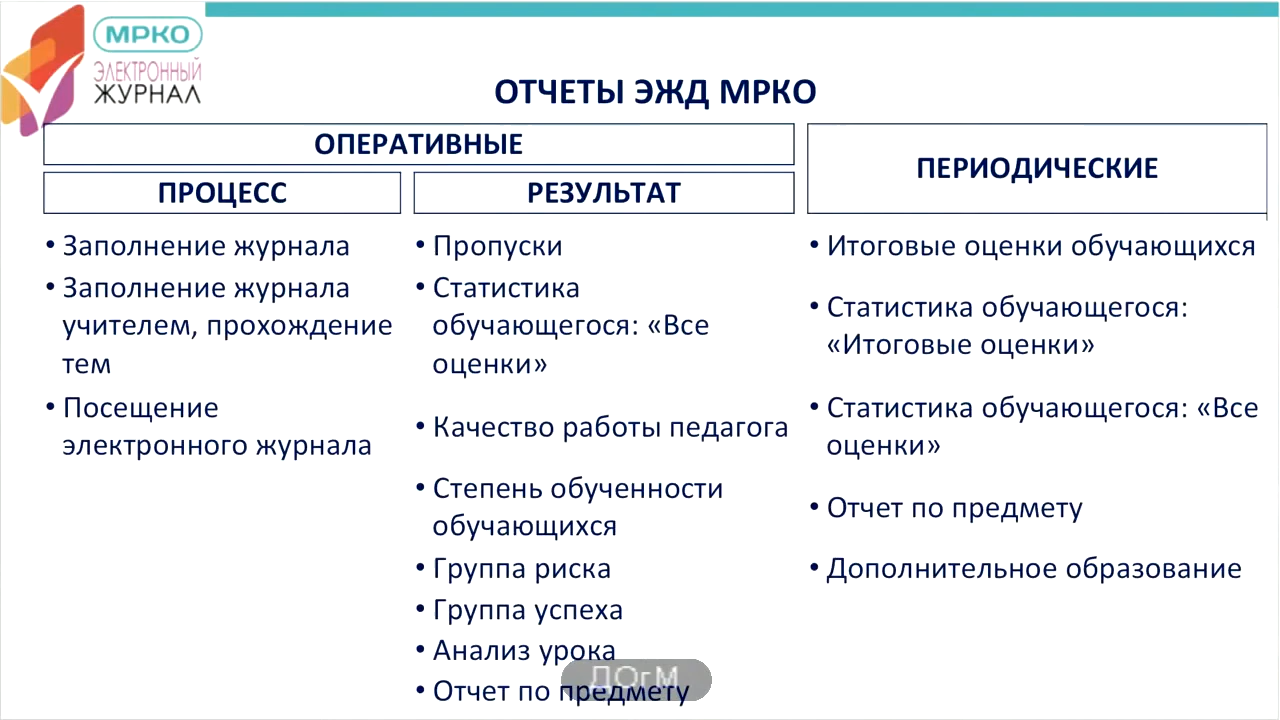 МРКО
ЭЛЕКТРОННЫЙ
ЖУРНАЛ
ОТЧЕТЫ ЭЖД МРКО
ОПЕРАТИВНЫЕ
ПЕРИОДИЧЕСКИЕ
ПРОЦЕСС
РЕЗУЛЬТАТ
• Заполнение журнала
• Заполнение журнала
учителем, прохождение
тем
• Посещение
электронного журнала
• Пропуски
• Статистика
обучающегося: «Все
оценки»
• Качество работы педагога
• Степень обученности
обучающихся
• Группа риска
• Группа успеха
• Анализ урока
• Отчет по предмету
• Итоговые оценки обучающихся
• Статистика обучающегося:
«Итоговые оценки»
• Статистика обучающегося: «Все
оценки»
• Отчет по предмету
• Дополнительное образование
ДОгМ